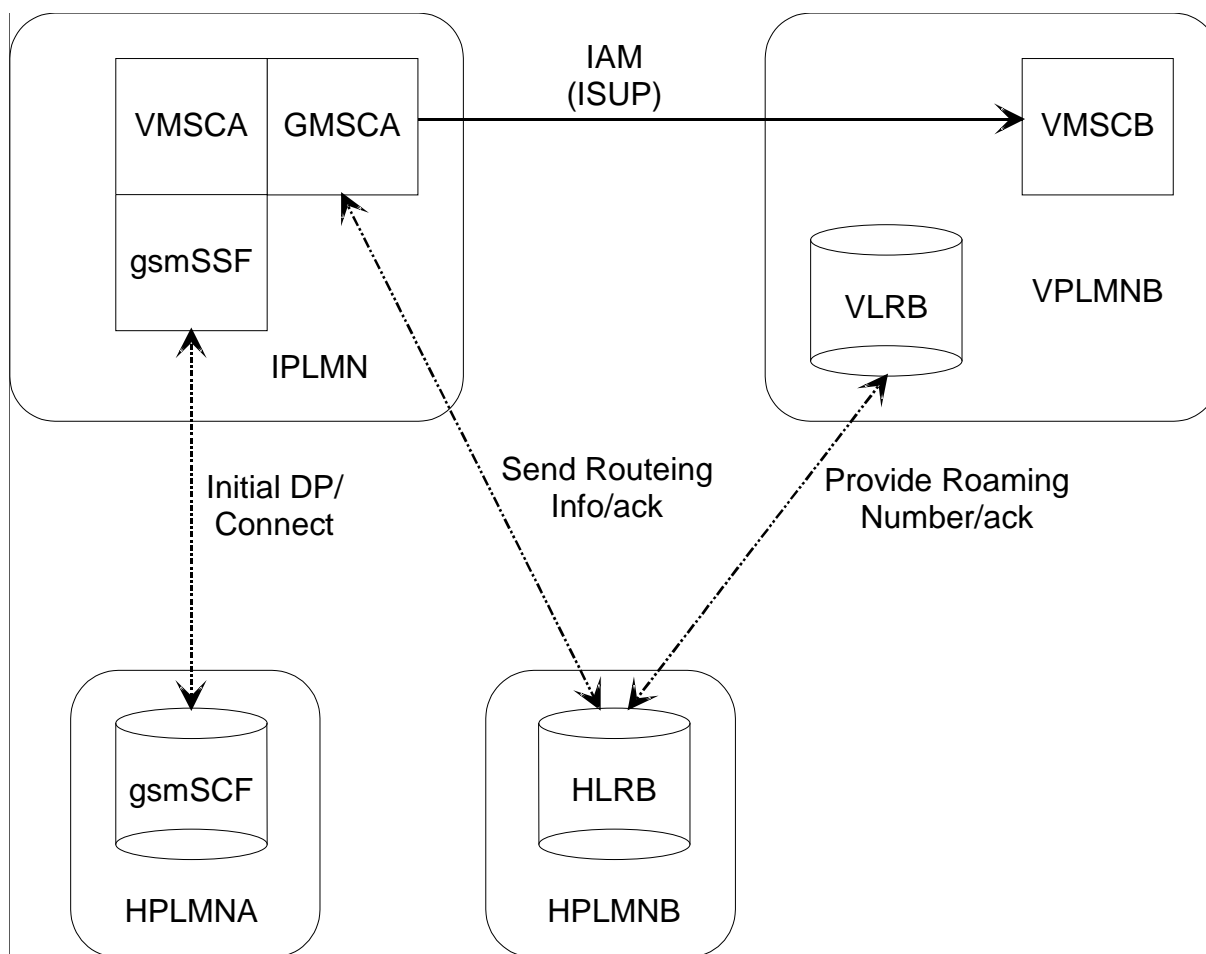 IAM
(ISUP)
VMSCA
GMSCA
VMSCB
gsmSSF
VLRB
VPLMNB
IPLMN
Initial DP/
Connect
Send Routeing
Info/ack
Provide Roaming
Number/ack
gsmSCF
HLRB
HPLMNA
HPLMNB